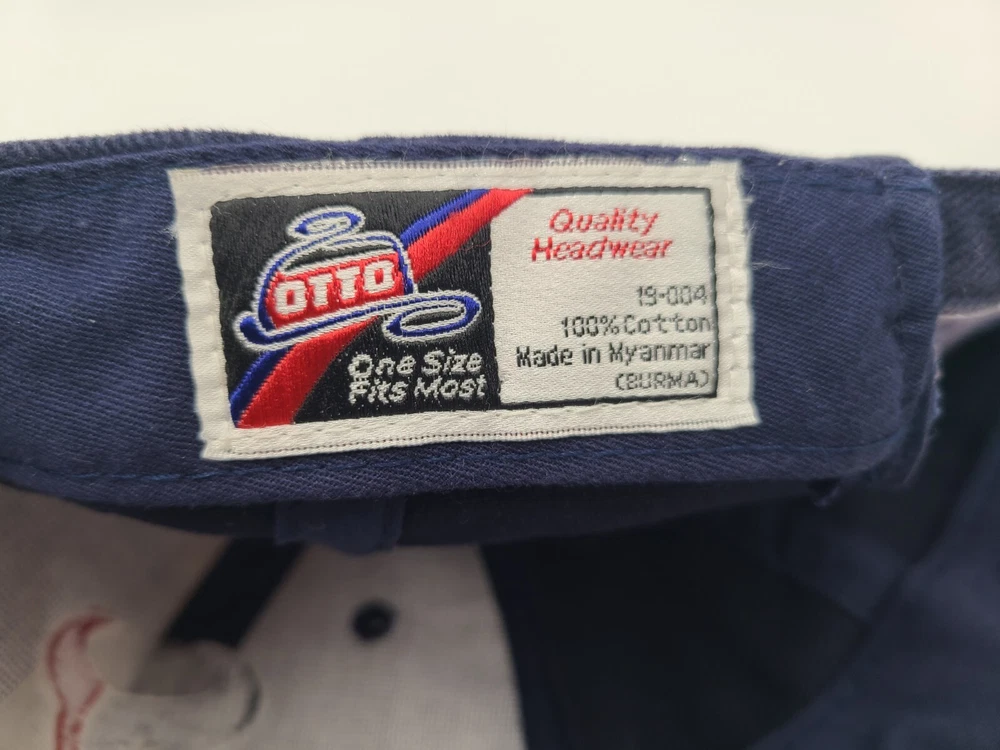 OTTO
One Size
Fits Most
Quality
Headwear
19-004
100% Cotton
Made in Myanmar
(BURMA)